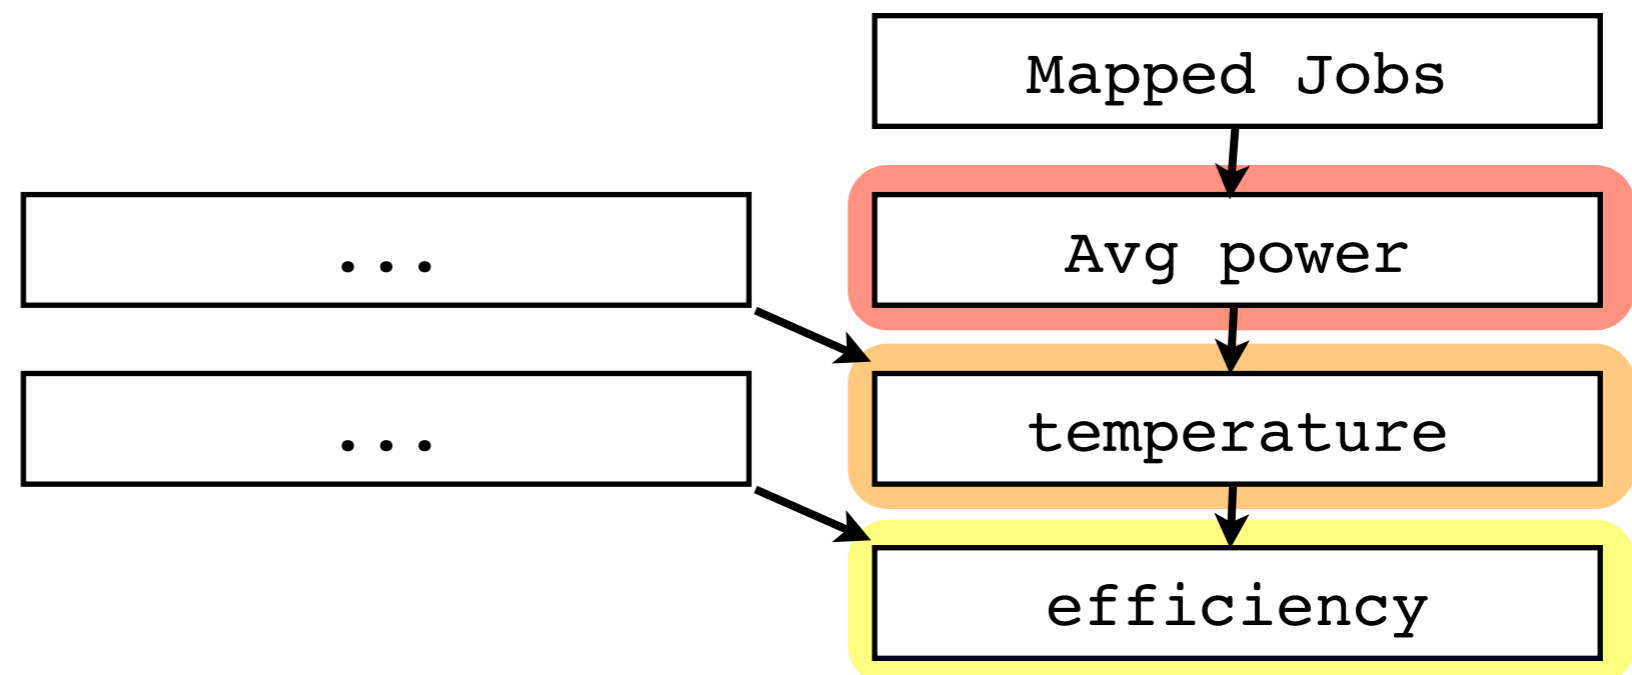 Mapped Jobs
...
Avg power
...
temperature
efficiency